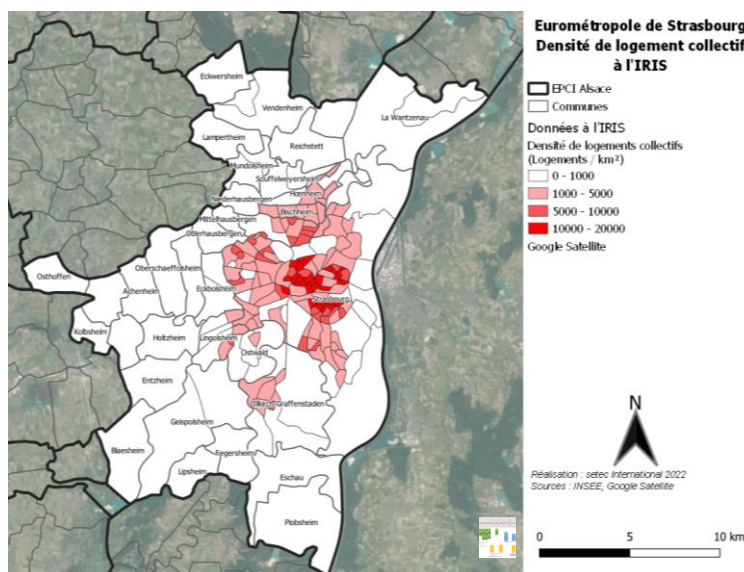 Eurométropole de Strasbourg
Densité de logement collectif
à l'IRIS
EPCI Alsace
Communes
Données à l'IRIS
Densité de logements collectifs
(Logements / km²)
0 - 1000
1000 - 5000
5000 - 10000
10000 - 20000
Google Satellite
N
Réalisation : setec International 2022
Sources : INSEE, Google Satellite
0 5 10 km
Eckwersheim
Vendenheim
La Wantzenau
Lampertheim
Reichstett
Mundolsheim
Souffelweyersheim
Hœnheim
Niederhausbergen
Bischheim
Mittelhausbergen
Oberhausbergen
Osthoffen
Oberschaeffolsheim
Achenheim
Eckbolsheim
Strasbourg
Kolbsheim
Holtzheim
Lingolsheim
Ostwald
Entzheim
Illkirch-Graffenstaden
Geispolsheim
Blaesheim
Fegersheim
Lipsheim
Eschau
Plobsheim